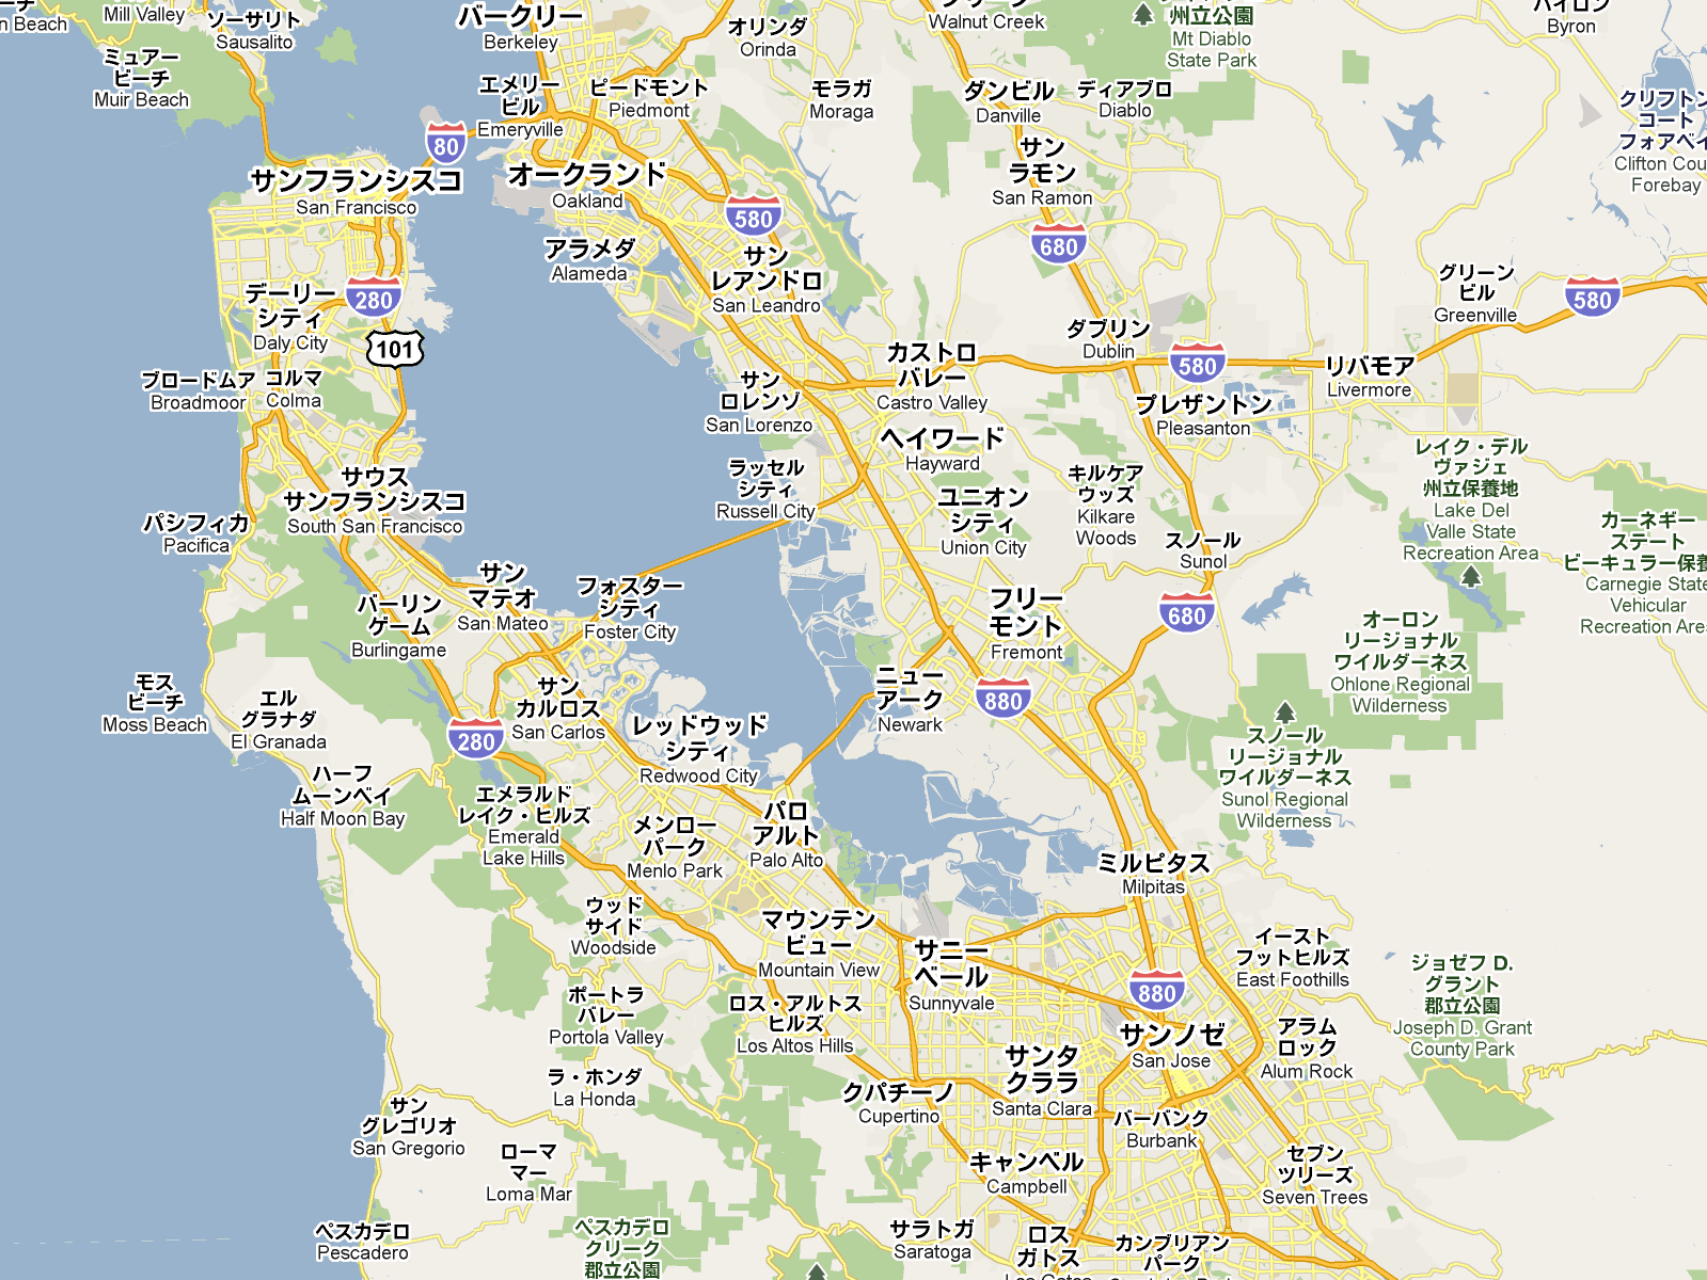 n Beach
Mill Valley
ソーサリト
Sausalito
ミュアー
ビーチ
Muir Beach
バークリー
Berkeley
オリンダ
Orinda
Walnut Creek
州立公園
Mt Diablo
State Park
バイロン
Byron
エメリー
ビル
Emeryville
ピードモント
Piedmont
モラガ
Moraga
ダンビル
Danville
ディアブロ
Diablo
クリフトン
コート
フォアベイ
Clifton Cou
Forebay
80
サンフランシスコ
San Francisco
オークランド
Oakland
サン
ラモン
San Ramon
580
680
アラメダ
Alameda
サン
レアンドロ
San Leandro
デーリー
シティ
Daly City
280
101
グリーン
ビル
Greenville
580
ダブリン
Dublin
580
リバモア
Livermore
カストロ
バレー
Castro Valley
ブロードムア
Broadmoor
コルマ
Colma
サン
ロレンゾ
San Lorenzo
プレザントン
Pleasanton
ヘイワード
Hayward
サウス
サンフランシスコ
South San Francisco
ラッセル
シティ
Russell City
ユニオン
シティ
Union City
キルケア
ウッズ
Kilkare
Woods
レイク・デル
ヴァジェ
州立保養地
Lake Del
Valle State
Recreation Area
パシフィカ
Pacifica
スノール
Sunol
カーネギー
ステート
ビーキュラー保養
Carnegie State
Vehicular
Recreation Are
サン
マテオ
San Mateo
フォスター
シティ
Foster City
バーリン
ゲーム
Burlingame
フリー
モント
Fremont
680
オーロン
リージョナル
ワイルダーネス
Ohlone Regional
Wilderness
モス
ビーチ
Moss Beach
エル
グラナダ
El Granada
サン
カルロス
San Carlos
ニュー
アーク
Newark
880
280
レッドウッド
シティ
Redwood City
スノール
リージョナル
ワイルダーネス
Sunol Regional
Wilderness
ハーフ
ムーンベイ
Half Moon Bay
エメラルド
レイク・ヒルズ
Emerald
Lake Hills
メンロー
パーク
Menlo Park
パロ
アルト
Palo Alto
ミルピタス
Milpitas
ウッド
サイド
Woodside
マウンテン
ビュー
Mountain View
サニー
ベール
Sunnyvale
イースト
フットヒルズ
East Foothills
ジョゼフ D.
グラント
郡立公園
Joseph D. Grant
County Park
880
ポートラ
バレー
Portola Valley
ロス・アルトス
ヒルズ
Los Altos Hills
サンノゼ
San Jose
アラム
ロック
Alum Rock
サンタ
クララ
Santa Clara
ラ・ホンダ
La Honda
クパチーノ
Cupertino
バーバンク
Burbank
サン
グレゴリオ
San Gregorio
ローマ
マー
Loma Mar
キャンベル
Campbell
セブン
ツリーズ
Seven Trees
ペスカデロ
Pescadero
ペスカデロ
クリーク
郡立公園
サラトガ
Saratoga
ロス
ガトス
カンブリアン
パーク